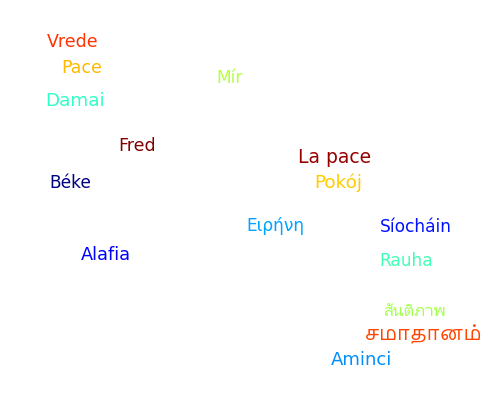 Vrede
Pace
Mír
Damai
Fred
La pace
Béke
Pokój
Ειρήνη
Síocháin
Alafia
Rauha
สันติภาพ
சமாதானம்
Aminci